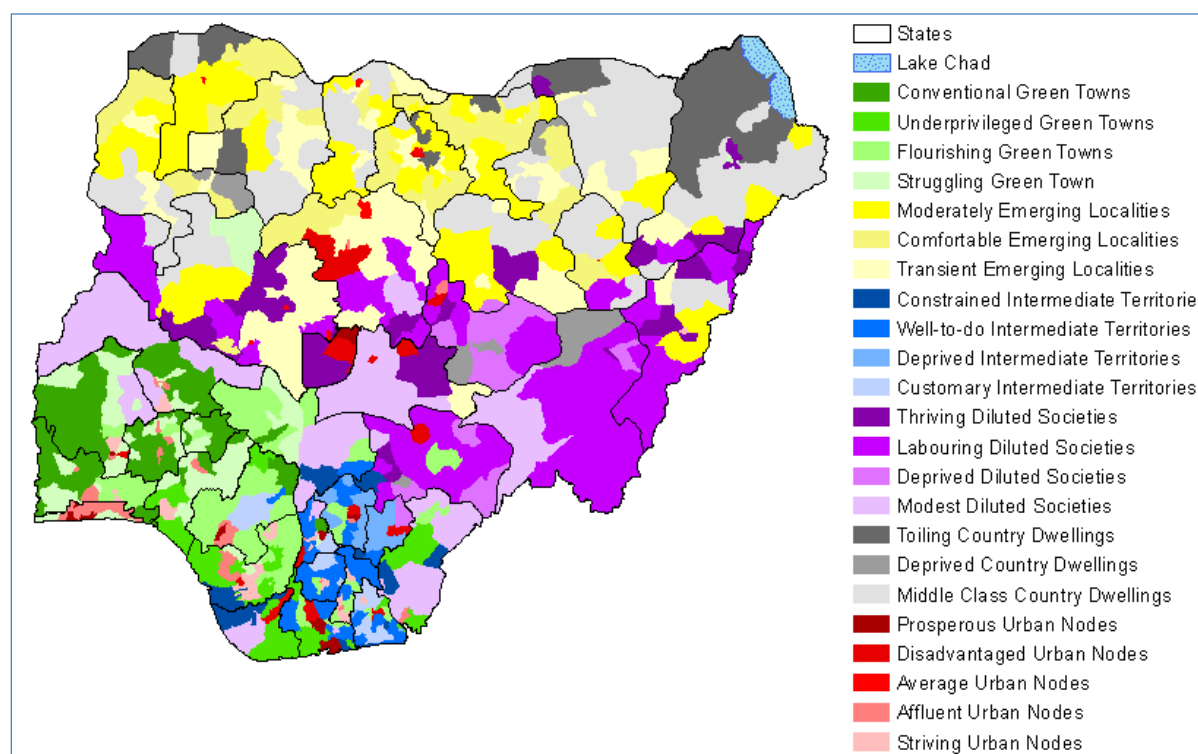 States
Lake Chad
Conventional Green Towns
Underprivileged Green Towns
Flourishing Green Towns
Struggling Green Town
Moderately Emerging Localities
Comfortable Emerging Localities
Transient Emerging Localities
Constrained Intermediate Territorie
Well-to-do Intermediate Territories
Deprived Intermediate Territories
Customary Intermediate Territories
Thriving Diluted Societies
Labouring Diluted Societies
Deprived Diluted Societies
Modest Diluted Societies
Toiling Country Dwellings
Deprived Country Dwellings
Middle Class Country Dwellings
Prosperous Urban Nodes
Disadvantaged Urban Nodes
Average Urban Nodes
Affluent Urban Nodes
Striving Urban Nodes